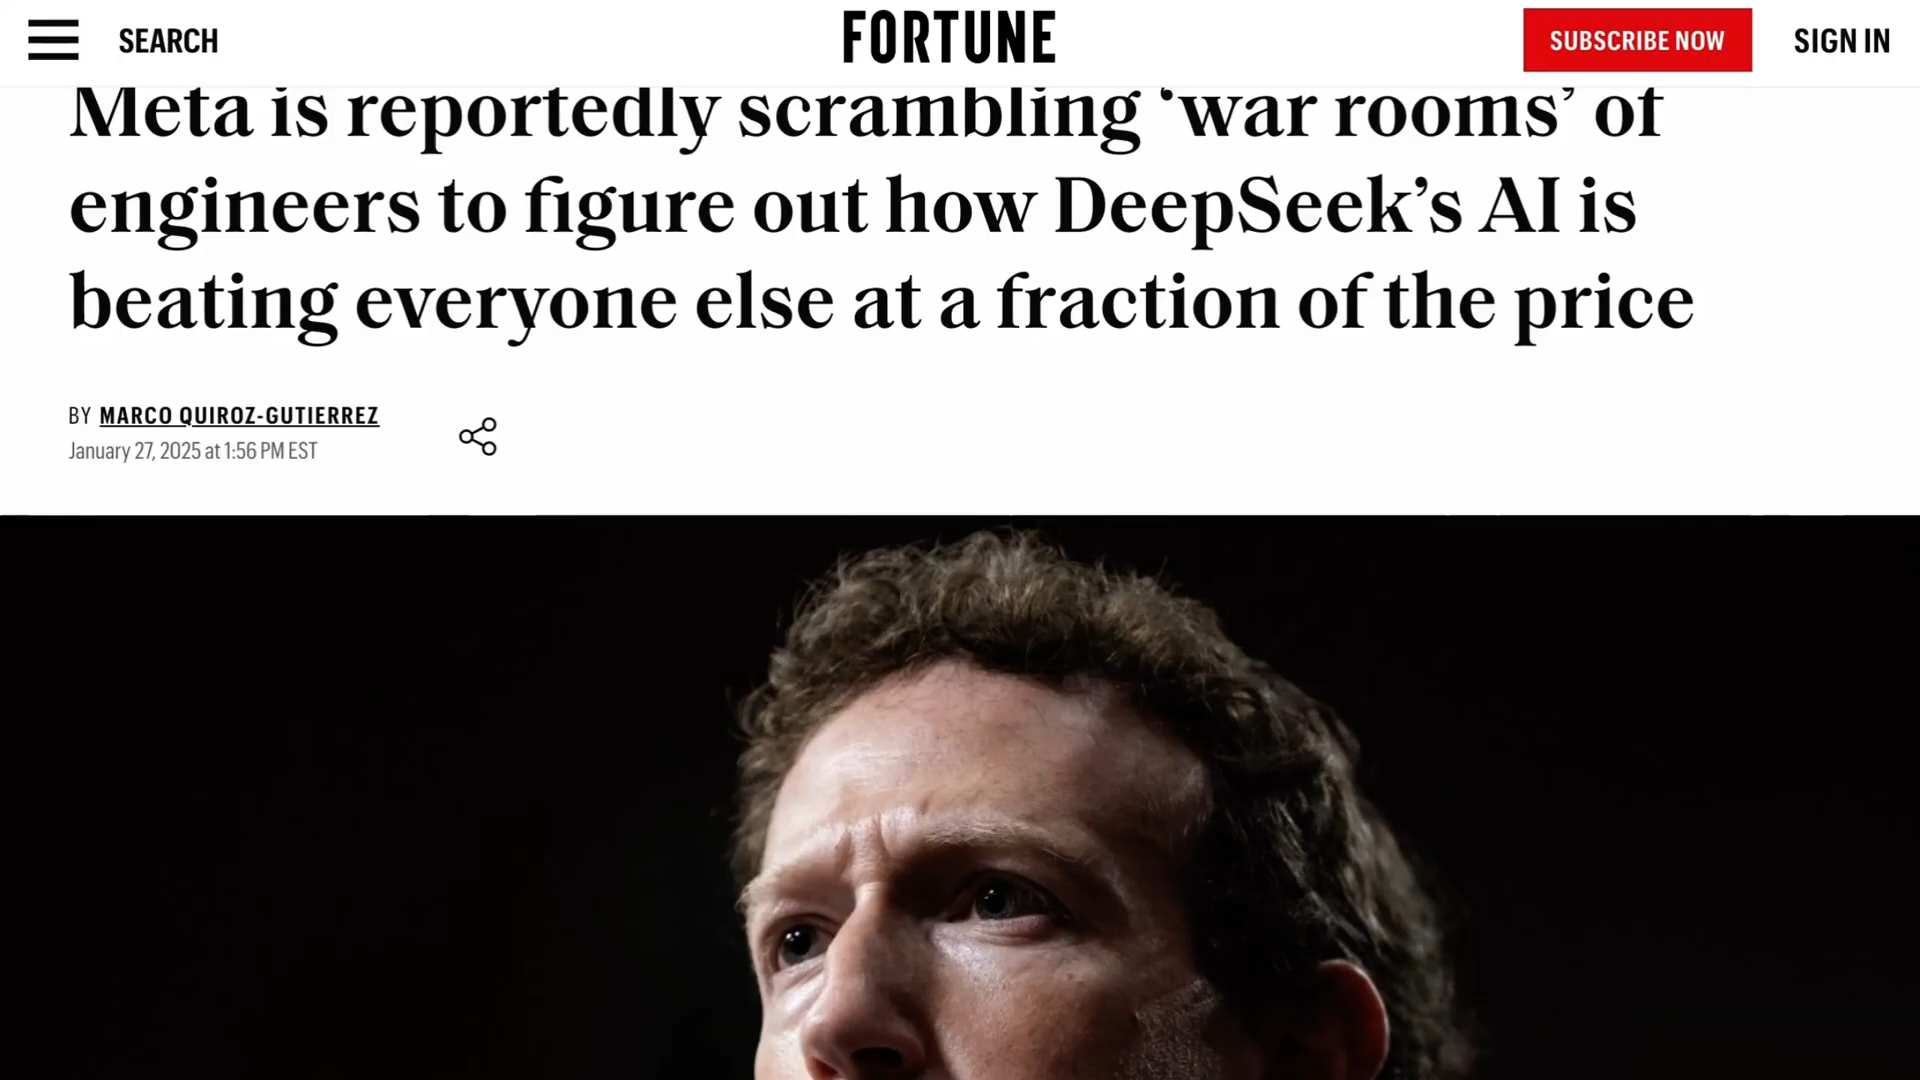 SEARCH
FORTUNE
SUBSCRIBE NOW
SIGN IN
Meta is reportedly scrambling ‘war rooms’ of
engineers to figure out how DeepSeek’s AI is
beating everyone else at a fraction of the price
BY MARCO QUIROZ-GUTIERREZ
January 27, 2025 at 1:56 PM EST